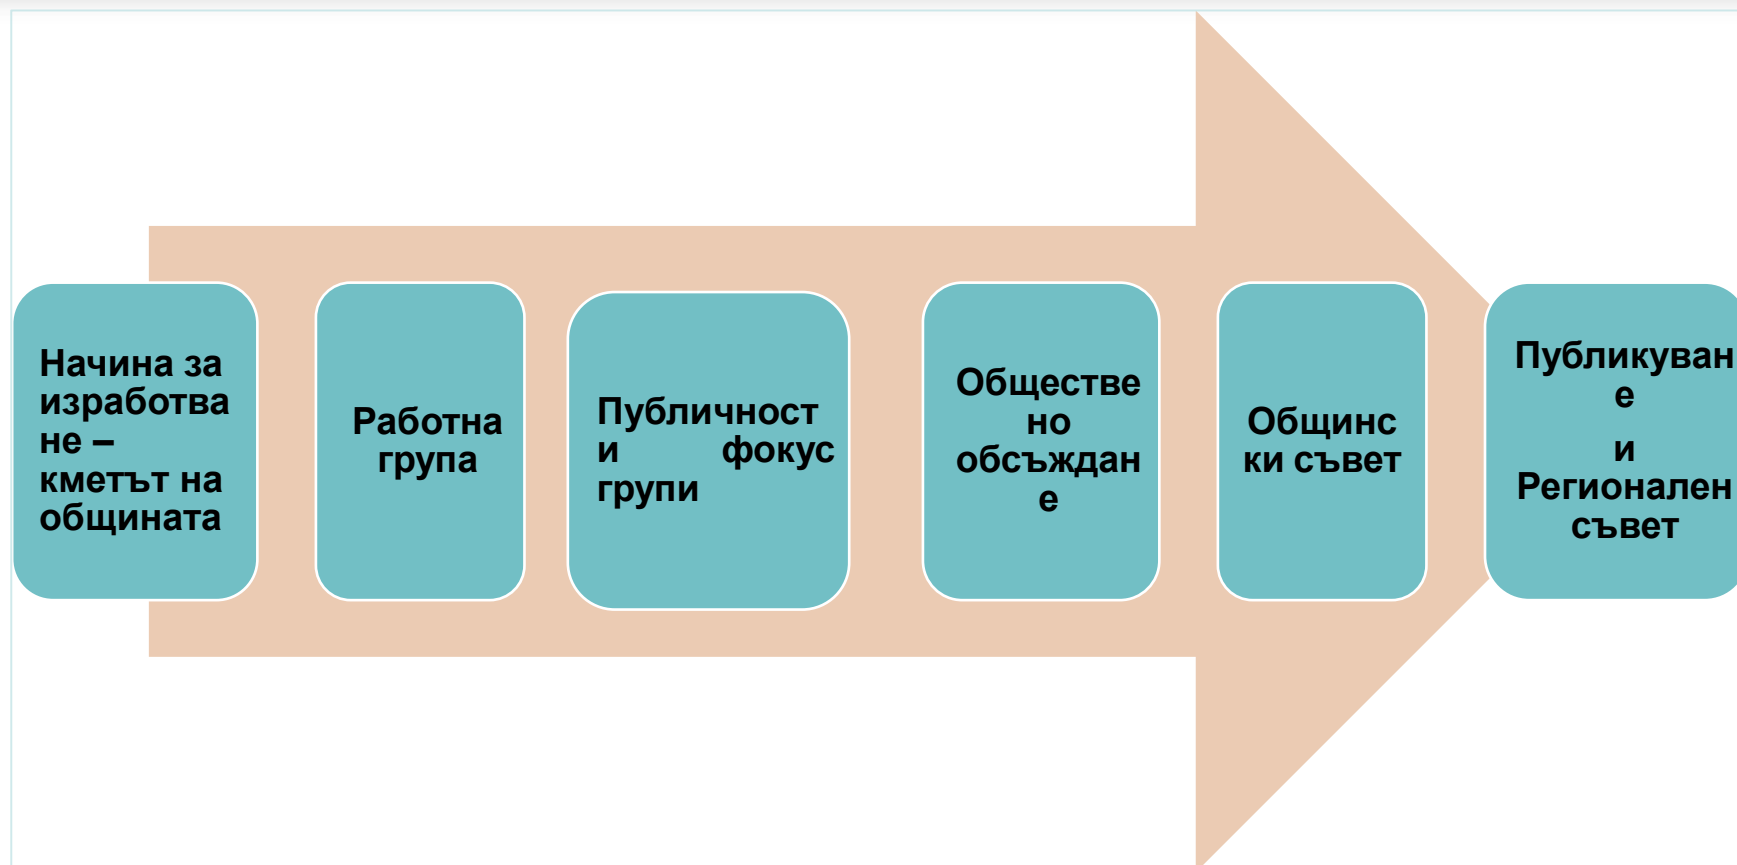 Начина за
изработва
не –
кметът на
общината
Работна
група
Публичност
и фокус
групи
Обществе
но
обсъждан
е
Общинс
ки съвет
Публикуван
е
и
Регионален
съвет